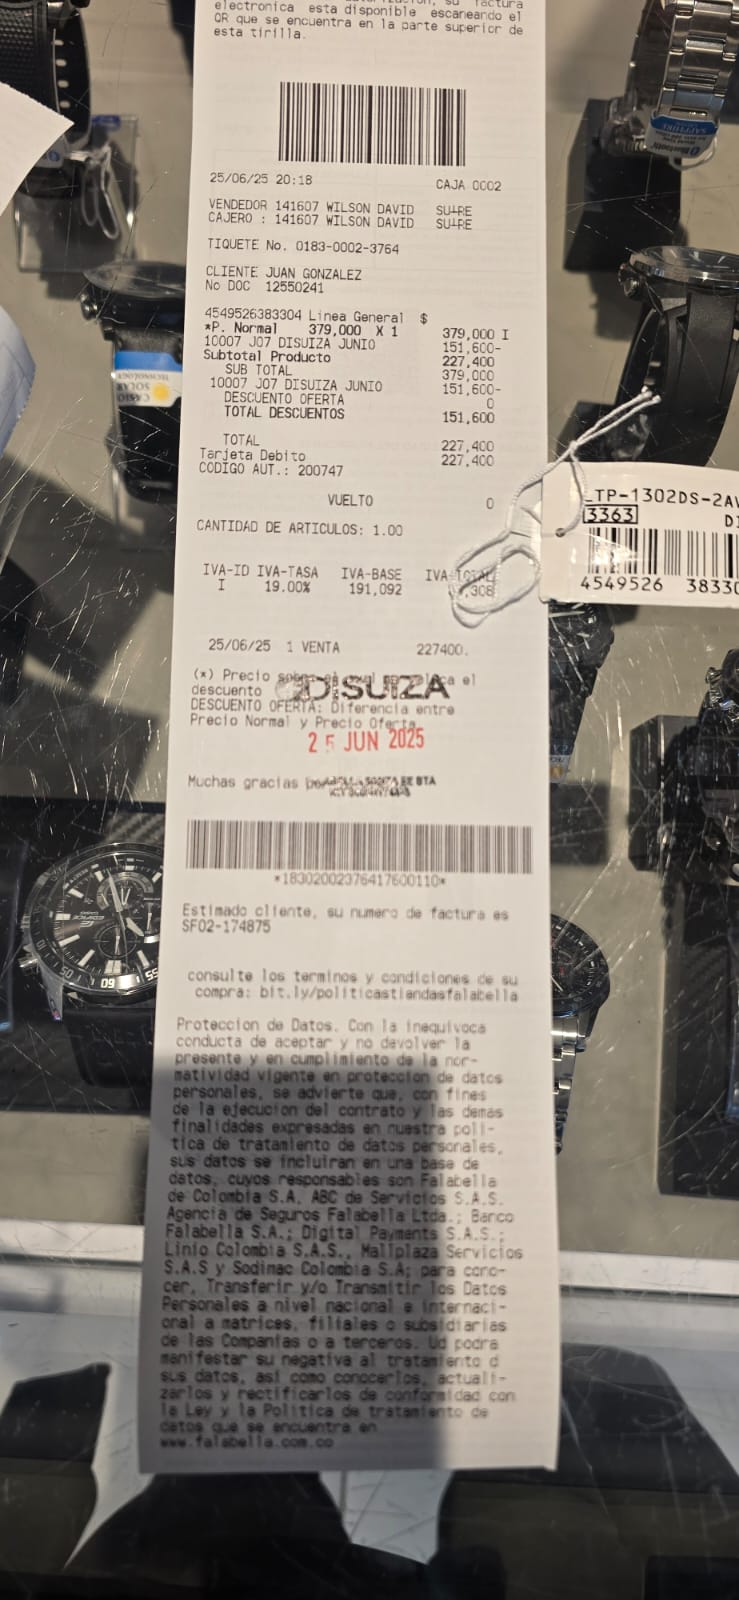 electronica esta disponible escaneando el
QR que se encuentra en la parte superior de
esta tirilla.
25/06/25 20:18 CAJA 0002
VENDEDOR 141607 WILSON DAVID
CAJERO : 141607 WILSON DAVID
TIQUETE No. 0183-0002-3764
CLIENTE JUAN GONZALEZ
No DOC 12550241
4549526383304 Linea General $
*P. Normal 379,000 X 1 379,000 I
10007 J07 DISUIZA JUNIO 151,600-
Subtotal Producto 227,400
SUB TOTAL 379,000
10007 J07 DISUIZA JUNIO 151,600-
DESCUENTO OFERTA 0
TOTAL DESCUENTOS 151,600
TOTAL 227,400
Tarjeta Debito 227,400
CODIGO AUT.: 200747
VUELTO 0
CANTIDAD DE ARTICULOS: 1.00
IVA-ID IVA-TASA IVA-BASE IVA-TOTAL
I 19.00% 191,092
25/06/25 1 VENTA 227400.
(*) Precio el
descuento
DISUIZA
DESCUENTO OFERTA: Diferencia entre
Precio Normal y Precio Oferta
25 JUN 2025
Muchas gracias
*18302002376417600110*
Estimado cliente, su numero de factura es
SF02-174875
consulte los terminos y condiciones de su
compra: bit.ly/politicastiendasfalabella
Proteccion de Datos. Con la inequivoca
conducta de aceptar y no devolver la
presente y en cumplimiento de la nor-
matividad vigente en proteccion de datos
personales, se advierte que, con fines
de la ejecucion del contrato y las demas
finalidades expresadas en nuestra poli-
tica de tratamiento de datos personales,
sus datos se incluiran en una base de
datos, cuyos responsables son Falabella
de Colombia S.A, ABC de Servicios S.A.S.
Agencia de Seguros Falabella Ltda.; Banco
Falabella S.A.; Digital Payments S.A.S.;
Linio Colombia S.A.S., Mallplaza Servicios
S.A.S y Sodimac Colombia S.A; para cono-
cer, Transferir y/o Transmitir los Datos
Personales a nivel nacional e internaci-
onal a matrices, filiales o subsidiarias
de las Companias o a terceros. Ud podra
manifestar su negativa al tratamiento d
sus datos, asi como conocerlos, actuali-
zarlos y rectificarlos de conformidad con
la Ley y la Politica de tratamiento de
datos que se encuentra en
www.falabella.com.co
LTP-1302DS-2AV
3363
4549526 38330
CASIO
SOLAR
TECHNOLOGY
Bluetooth
SAPPHIRE
EDIFICE
50 55 60